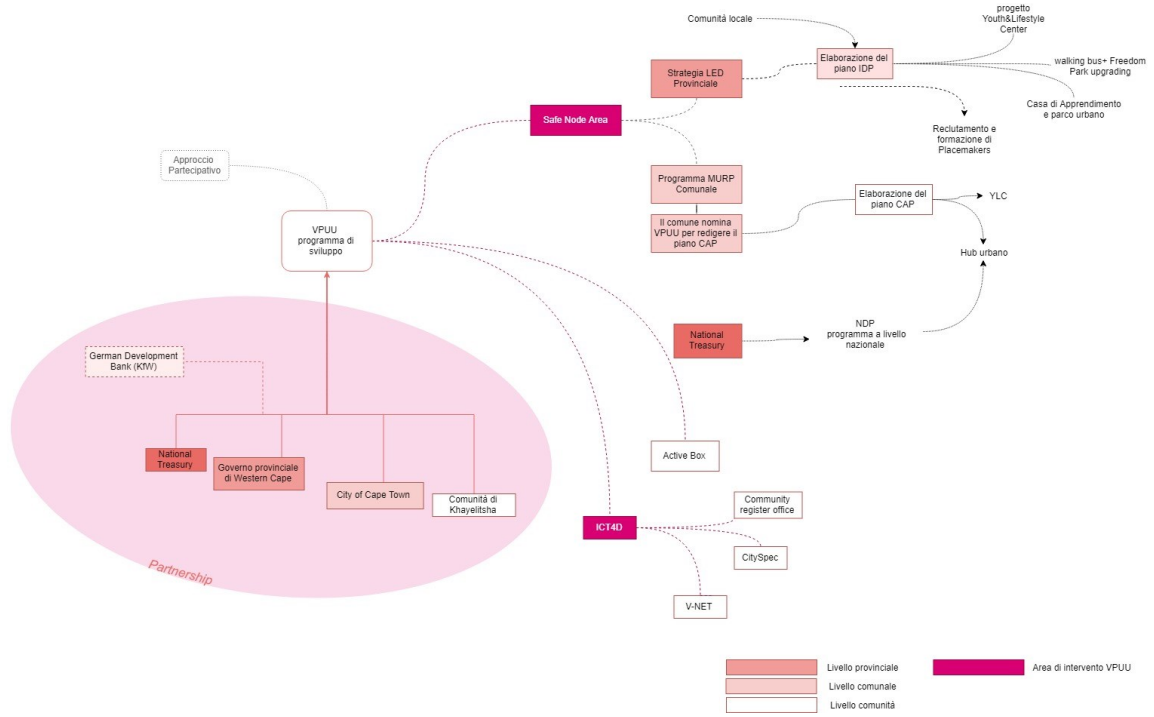 progetto
Youth&Lifestyle
Center
Comunità locale
Elaborazione del
piano IDP
walking bus+ Freedom
Park upgrading
Strategia LED
Provinciale
Casa di Apprendimento
e parco urbano
Safe Node Area
Reclutamento e
formazione di
Placemakers
Approccio
Partecipativo
Programma MURP
Comunale
Elaborazione del
piano CAP
YLC
VPUU
programma di
sviluppo
Il comune nomina
VPUU per redigere il
piano CAP
Hub urbano
National
Treasury
NDP
programma a livello
nazionale
German Development
Bank (KfW)
National
Treasury
Governo provinciale
di Western Cape
City of Cape Town
Comunità di
Khayelitsha
Active Box
Community
register office
ICT4D
CitySpec
Partnership
V-NET
Livello provinciale
Area di intervento VPUU
Livello comunale
Livello comunità